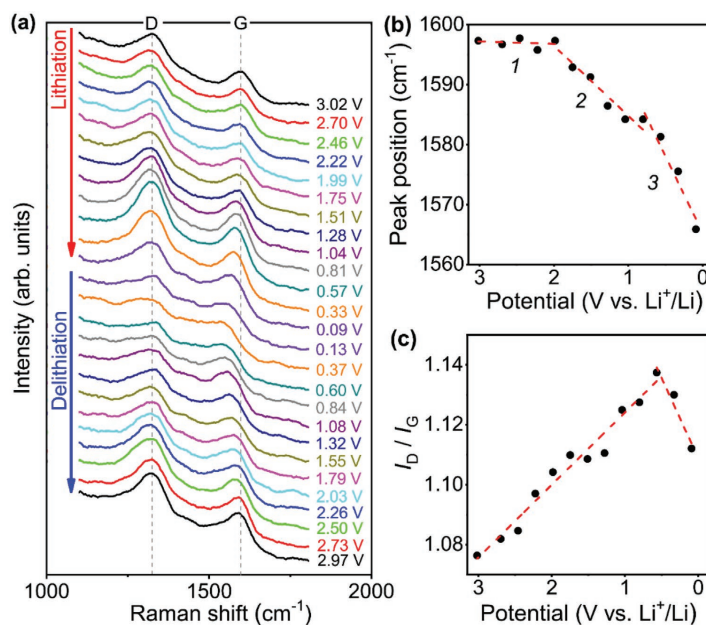 (a)
D
G
Lithiation
Delithiation
Intensity (arb. units)
3.02 V
2.70 V
2.46 V
2.22 V
1.99 V
1.75 V
1.51 V
1.28 V
1.04 V
0.81 V
0.57 V
0.33 V
0.09 V
0.13 V
0.37 V
0.60 V
0.84 V
1.08 V
1.32 V
1.55 V
1.79 V
2.03 V
2.26 V
2.50 V
2.73 V
2.97 V
1000 1500 2000
Raman shift (cm⁻¹)
(b)
1600
1590
1580
1570
1560
Peak position (cm⁻¹)
1
2
3
3 2 1 0
Potential (V vs. Li⁺/Li)
(c)
1.14
1.12
1.10
1.08
I_D / I_G
3 2 1 0
Potential (V vs. Li⁺/Li)